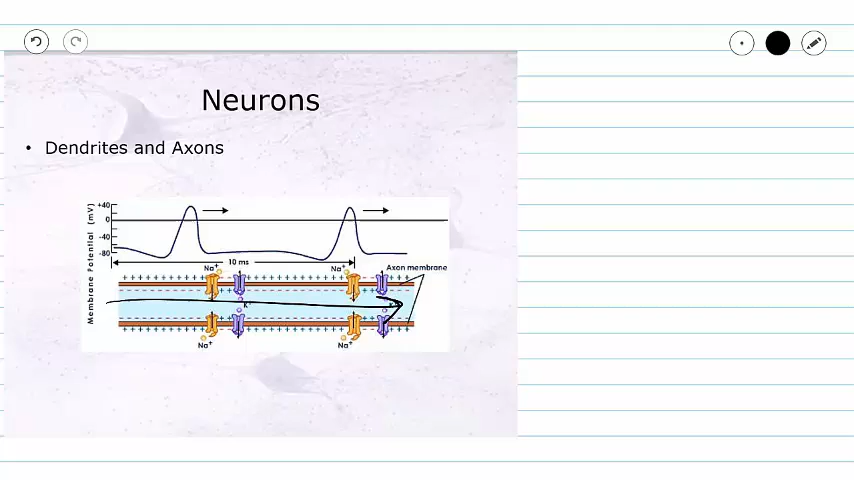 Neurons
• Dendrites and Axons
Membrane Potential (mV)
+40
0
-40
-80
10 ms
Na⁺
Na⁺
Axon membrane
K⁺
K⁺
Na⁺
Na⁺